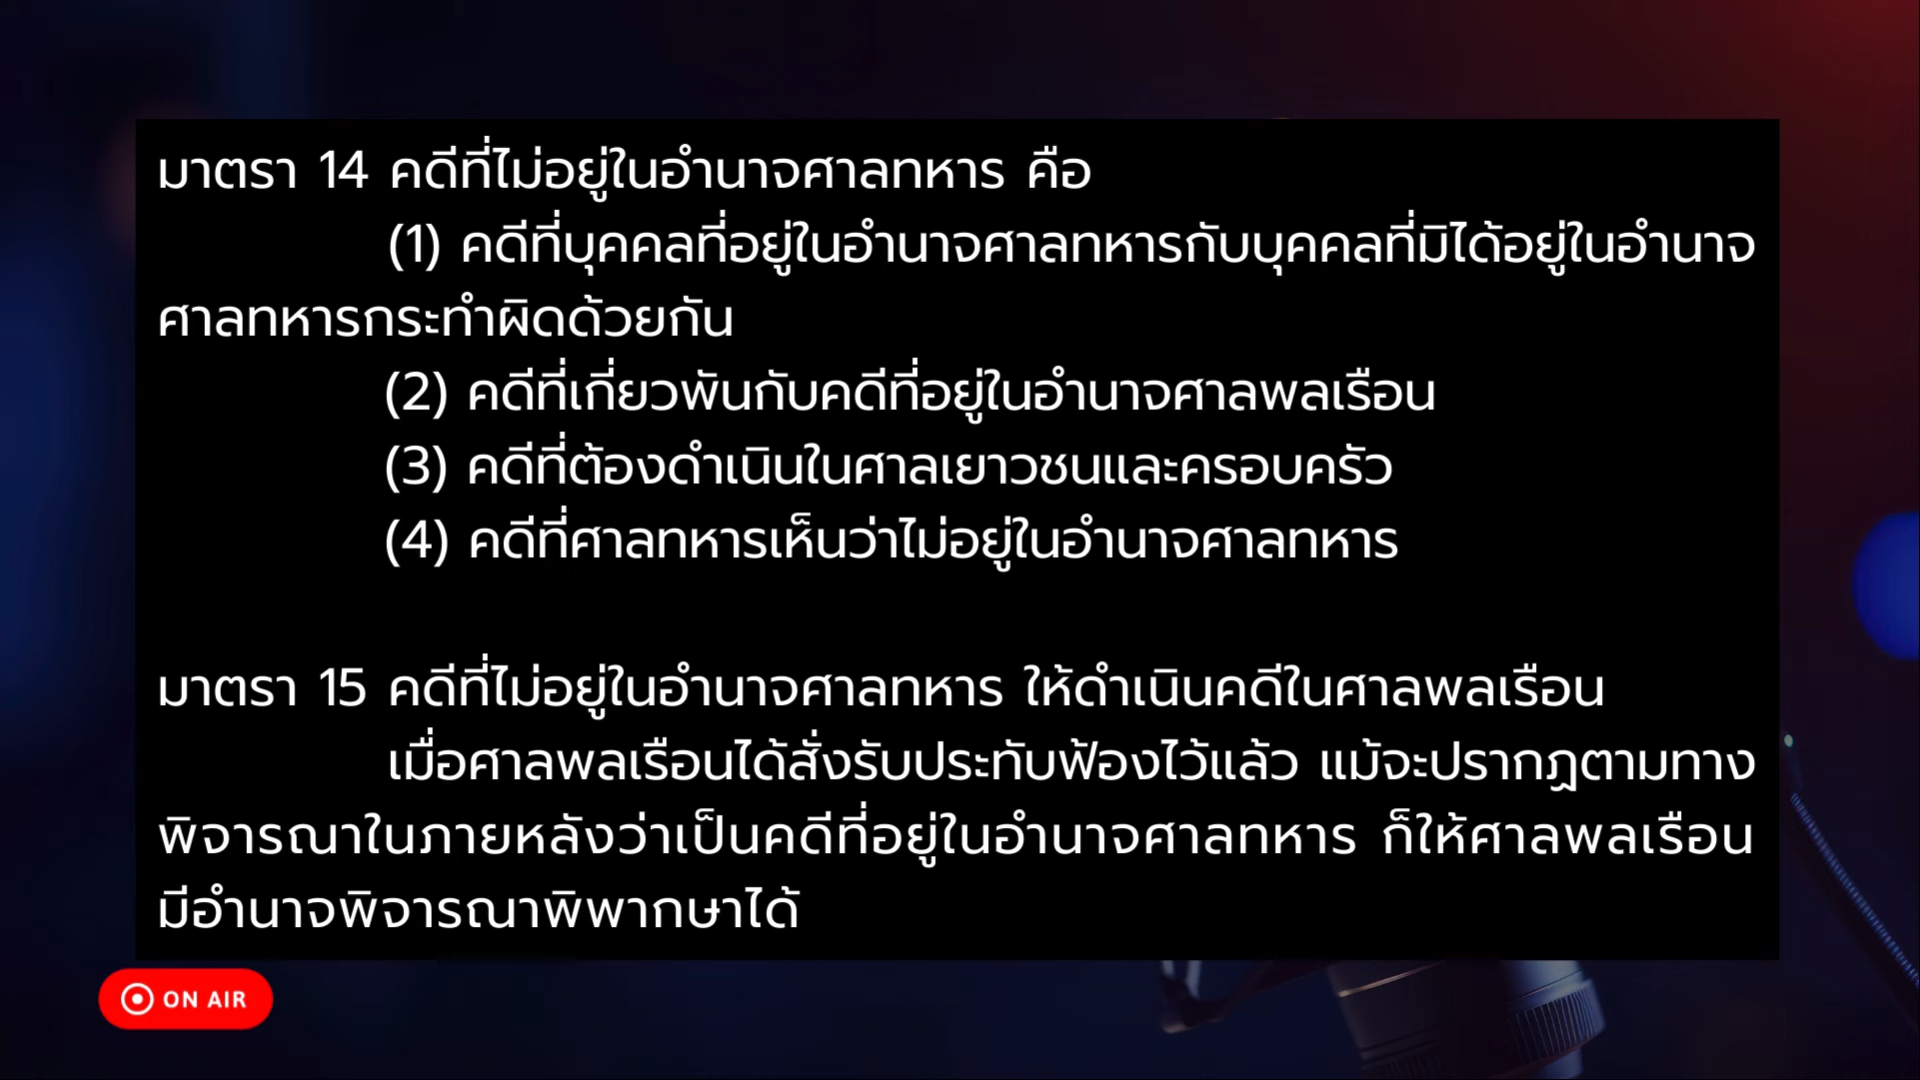 มาตรา 14 คดีที่ไม่อยู่ในอำนาจศาลทหาร คือ
(1) คดีที่บุคคลที่อยู่ในอำนาจศาลทหารกับบุคคลที่มิได้อยู่ในอำนาจ
ศาลทหารกระทำผิดด้วยกัน
(2) คดีที่เกี่ยวพันกับคดีที่อยู่ในอำนาจศาลพลเรือน
(3) คดีที่ต้องดำเนินในศาลเยาวชนและครอบครัว
(4) คดีที่ศาลทหารเห็นว่าไม่อยู่ในอำนาจศาลทหาร
มาตรา 15 คดีที่ไม่อยู่ในอำนาจศาลทหาร ให้ดำเนินคดีในศาลพลเรือน
เมื่อศาลพลเรือนได้สั่งรับประทับฟ้องไว้แล้ว แม้จะปรากฏตามทาง
พิจารณาในภายหลังว่าเป็นคดีที่อยู่ในอำนาจศาลทหาร ก็ให้ศาลพลเรือน
มีอำนาจพิจารณาพิพากษาได้
ON AIR